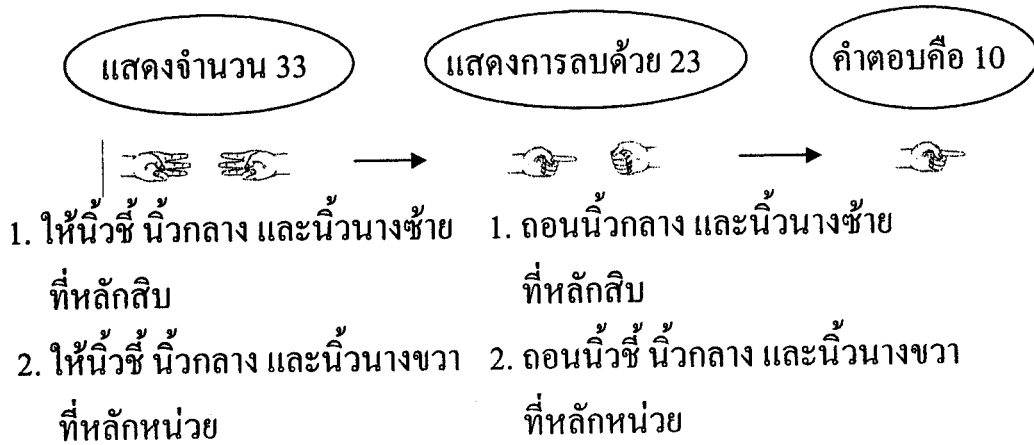 แสดงจำนวน 33
แสดงการลบด้วย 23
คำตอบคือ 10
1. ให้นิ้วชี้ นิ้วกลาง และนิ้วนางซ้าย
ที่หลักสิบ
2. ให้นิ้วชี้ นิ้วกลาง และนิ้วนางขวา
ที่หลักหน่วย
1. ถอนนิ้วกลาง และนิ้วนางซ้าย
ที่หลักสิบ
2. ถอนนิ้วชี้ นิ้วกลาง และนิ้วนางขวา
ที่หลักหน่วย